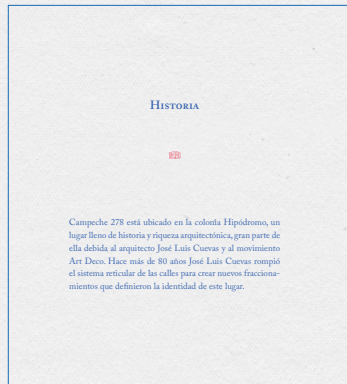 Historia
Campeche 278 está ubicado en la colonia Hipódromo, un
lugar lleno de historia y riqueza arquitectónica, gran parte de
ella debida al arquitecto José Luis Cuevas y al movimiento
Art Deco. Hace más de 80 años José Luis Cuevas rompió
el sistema reticular de las calles para crear nuevos fracciona-
mientos que definieron la identidad de este lugar.